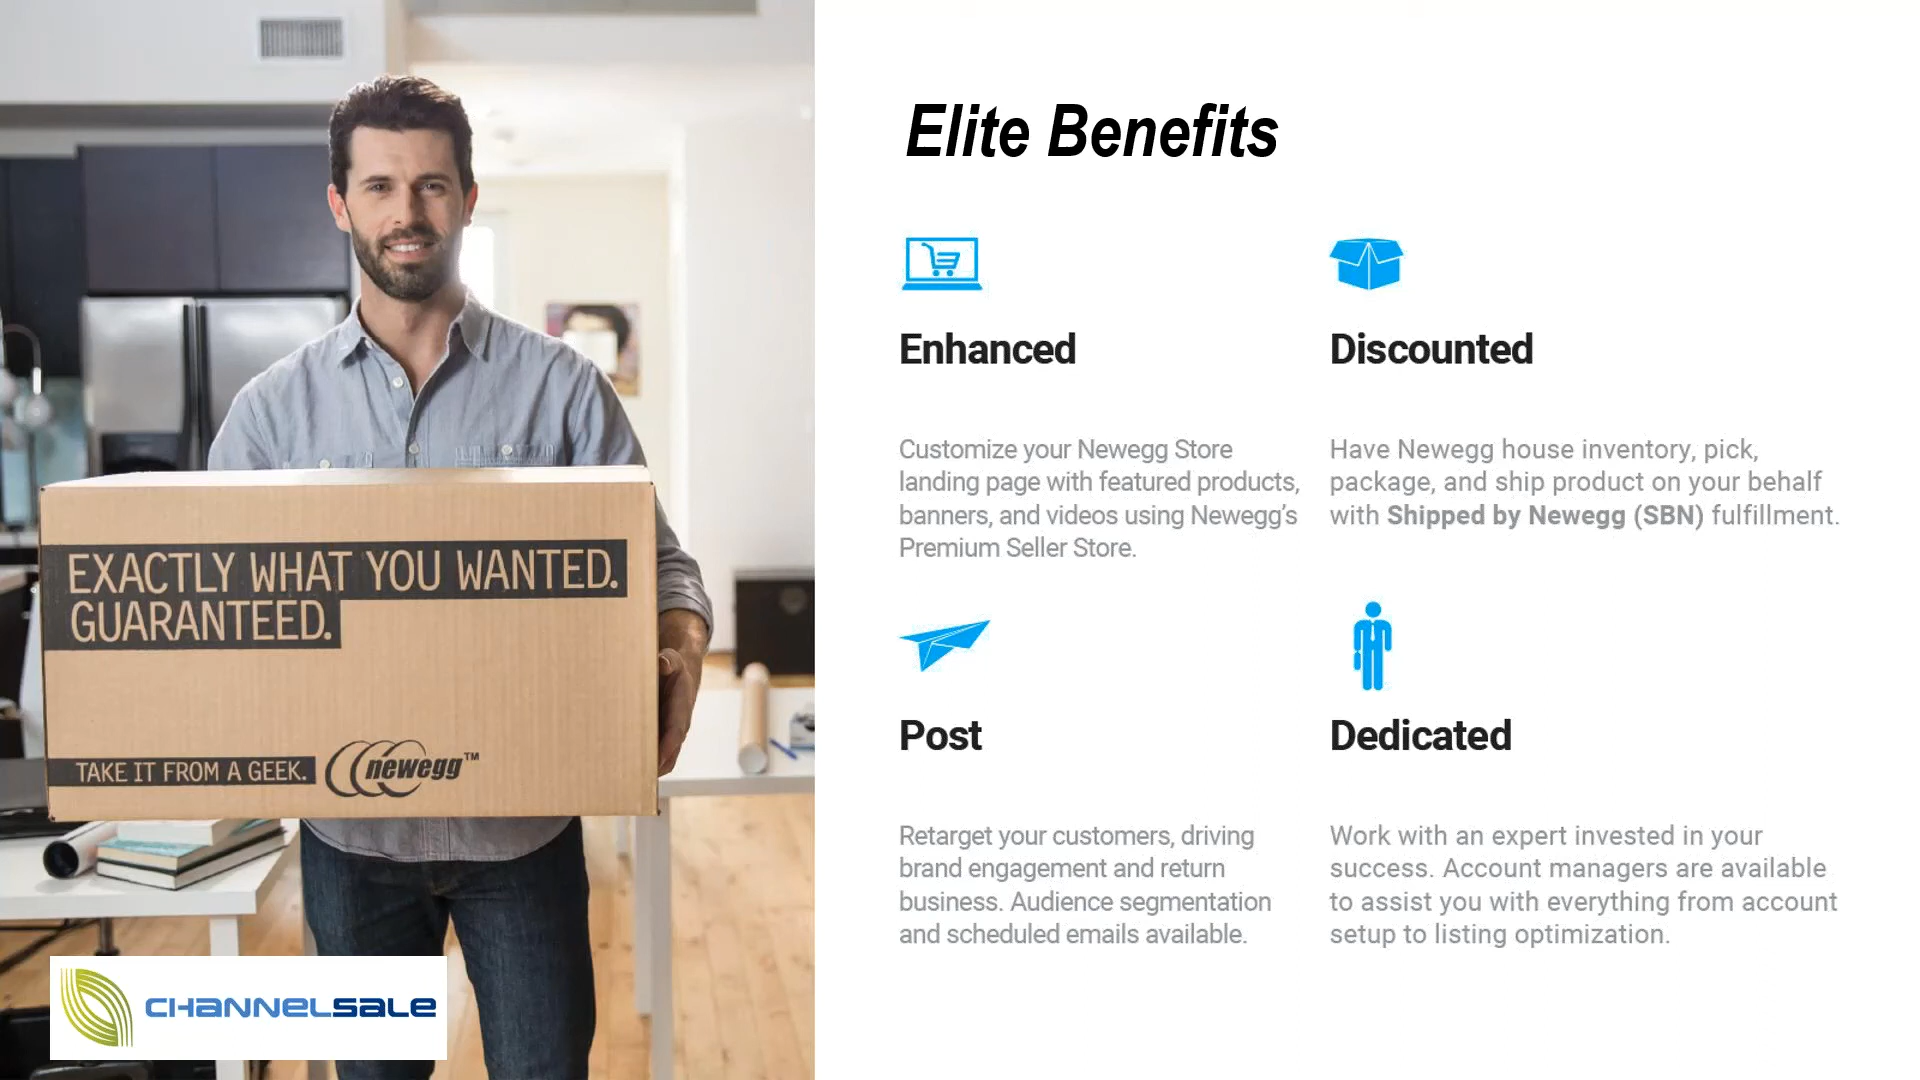 Elite Benefits
Enhanced
Customize your Newegg Store
landing page with featured products,
banners, and videos using Newegg's
Premium Seller Store.
Discounted
Have Newegg house inventory, pick,
package, and ship product on your behalf
with Shipped by Newegg (SBN) fulfillment.
Post
Retarget your customers, driving
brand engagement and return
business. Audience segmentation
and scheduled emails available.
Dedicated
Work with an expert invested in your
success. Account managers are available
to assist you with everything from account
setup to listing optimization.
EXACTLY WHAT YOU WANTED.
GUARANTEED.
TAKE IT FROM A GEEK.
newegg™
CHANNELSALE